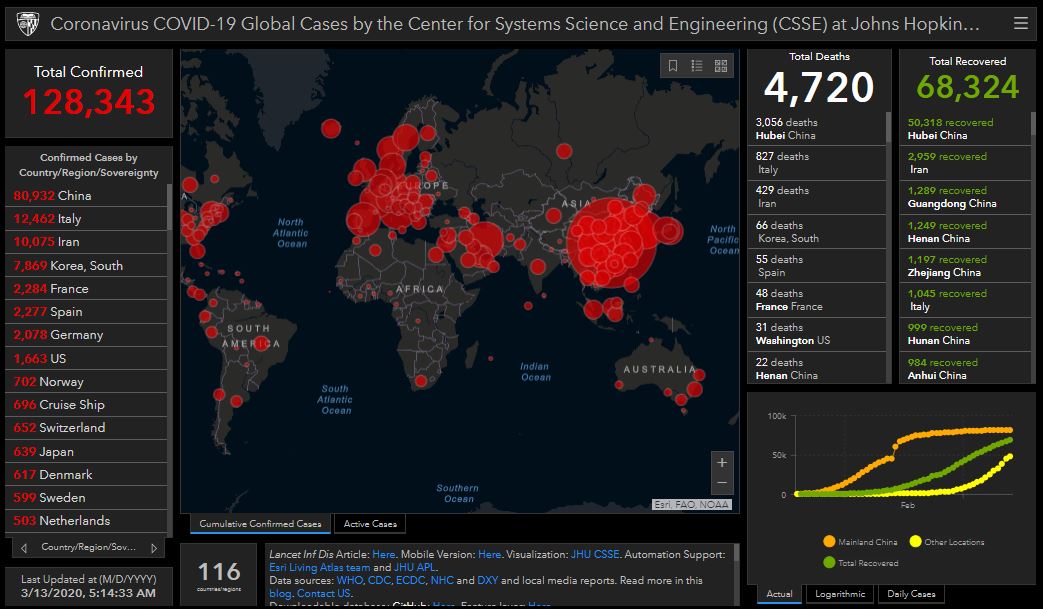 Coronavirus COVID-19 Global Cases by the Center for Systems Science and Engineering (CSSE) at Johns Hopkin...
Total Confirmed
128,343
Confirmed Cases by
Country/Region/Sovereignty
80,932 China
12,462 Italy
10,075 Iran
7,869 Korea, South
2,284 France
2,277 Spain
2,078 Germany
1,663 US
702 Norway
696 Cruise Ship
652 Switzerland
639 Japan
617 Denmark
599 Sweden
503 Netherlands
Country/Region/Sov...
Last Updated at (M/D/YYYY)
3/13/2020, 5:14:33 AM
EUROPE
ASIA
North
Atlantic
Ocean
North
Pacific
Ocean
AFRICA
SOUTH
AMERICA
Indian
Ocean
AUSTRALIA
South
Atlantic
Ocean
Southern
Ocean
+
−
Esri, FAO, NOAA
Cumulative Confirmed Cases
Active Cases
116
countries/regions
Lancet Inf Dis Article: Here. Mobile Version: Here. Visualization: JHU CSSE. Automation Support:
Esri Living Atlas team and JHU APL.
Data sources: WHO, CDC, ECDC, NHC and DXY and local media reports. Read more in this
blog. Contact US.
Downloadable database: GitHub: Here. Feature layer: Here.
Total Deaths
4,720
3,056 deaths
Hubei China
827 deaths
Italy
429 deaths
Iran
66 deaths
Korea, South
55 deaths
Spain
48 deaths
France France
31 deaths
Washington US
22 deaths
Henan China
Total Recovered
68,324
50,318 recovered
Hubei China
2,959 recovered
Iran
1,289 recovered
Guangdong China
1,249 recovered
Henan China
1,197 recovered
Zhejiang China
1,045 recovered
Italy
999 recovered
Hunan China
984 recovered
Anhui China
100k
50k
0
Feb
Mainland China
Other Locations
Total Recovered
Actual
Logarithmic
Daily Cases